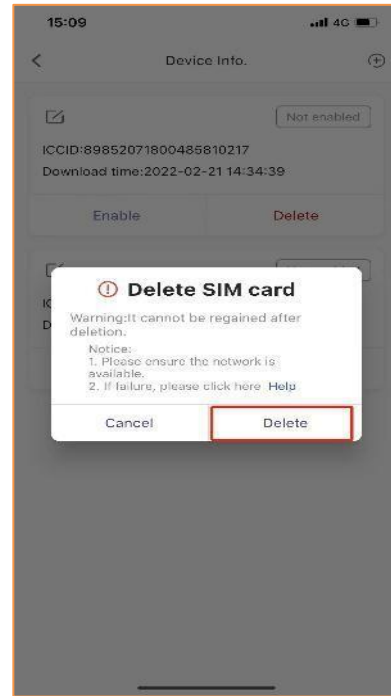 15:09
4G
Device Info.
Not enabled
ICCID:89852071800485810217
Download time:2022-02-21 14:34:39
Enable Delete
Delete SIM card
Warning:It cannot be regained after
deletion.
Notice:
1. Please ensure the network is
available.
2. If failure, please click here Help
Cancel Delete